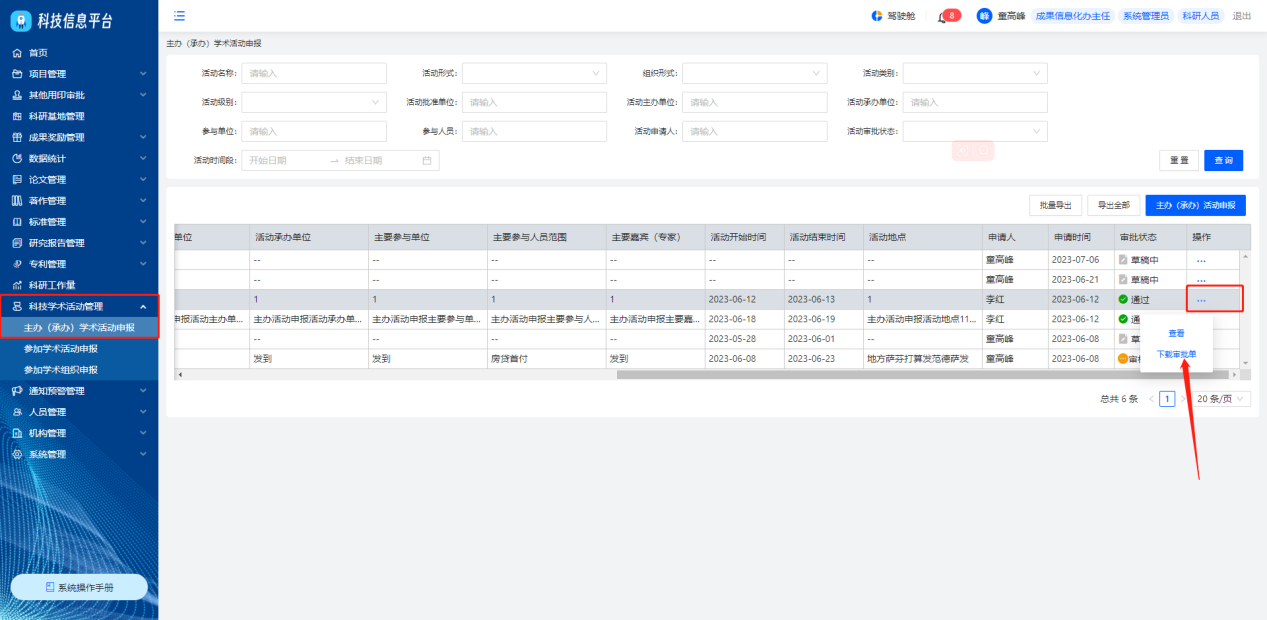 科技信息平台
驾驶舱
8
峰
童高峰
成果信息化办主任
系统管理员
科研人员
退出
首页
项目管理
其他用印审批
科研基地管理
成果奖励管理
数据统计
论文管理
著作管理
标准管理
研究报告管理
专利管理
科研工作量
科技学术活动管理
主办（承办）学术活动申报
参加学术活动申报
参加学术组织申报
通知预警管理
人员管理
机构管理
系统管理
系统操作手册
主办（承办）学术活动申报
活动名称: 请输入 活动形式: 组织形式: 活动类别:
活动级别: 活动批准单位: 请输入 活动主办单位: 请输入 活动承办单位: 请输入
参与单位: 请输入 参与人员: 请输入 活动申请人: 请输入 活动审批状态:
活动时间段: 开始日期 → 结束日期 重置 查询
批量导出 导出全部 主办（承办）活动申报
单位 活动承办单位 主要参与单位 主要参与人员范围 主要嘉宾（专家） 活动开始时间 活动结束时间 活动地点 申请人 申请时间 审批状态 操作
-- -- -- -- -- -- -- 童高峰 2023-07-06 草稿中 ...
-- -- -- -- -- -- -- 童高峰 2023-06-21 草稿中 ...
1 1 1 1 2023-06-12 2023-06-13 1 李红 2023-06-12 通过 ...
申报活动主办单... 主办活动申报活动承办单... 主办活动申报主要参与单... 主办活动申报主要参与人... 主办活动申报主要嘉... 2023-06-18 2023-06-19 主办活动申报活动地点11... 李红 2023-06-12 通
-- -- -- -- 2023-05-28 2023-06-01 -- 童高峰 2023-06-08 草
发到 发到 房贷首付 发到 2023-06-08 2023-06-23 地方萨芬打算发范德萨发 童高峰 2023-06-08 审
查看
下载审批单
总共 6 条 < 1 > 20 条/页